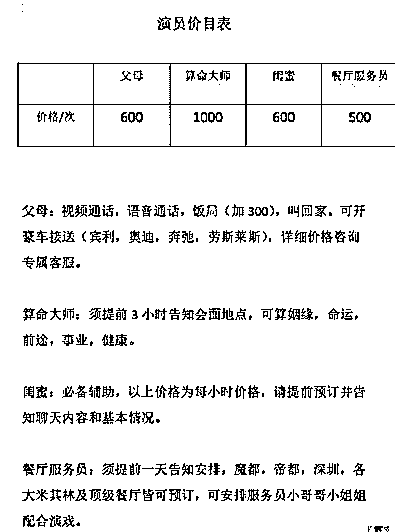 演员价目表
父母 算命大师 闺蜜 餐厅服务员
价格/次 600 1000 600 500
父母：视频通话，语音通话，饭局（加300），叫回家。可开
豪车接送（宾利，奥迪，奔弛，劳斯莱斯），详细价格咨询
专属客服。
算命大师：须提前3小时告知会面地点，可算姻缘，命运，
前途，事业，健康。
闺蜜：必备辅助，以上价格为每小时价格，请提前预订并告
知聊天内容和基本情况。
餐厅服务员：须提前一天告知安排，魔都，帝都，深圳，各
大米其林及顶级餐厅皆可预订，可安排服务员小哥哥小姐姐
配合演戏。